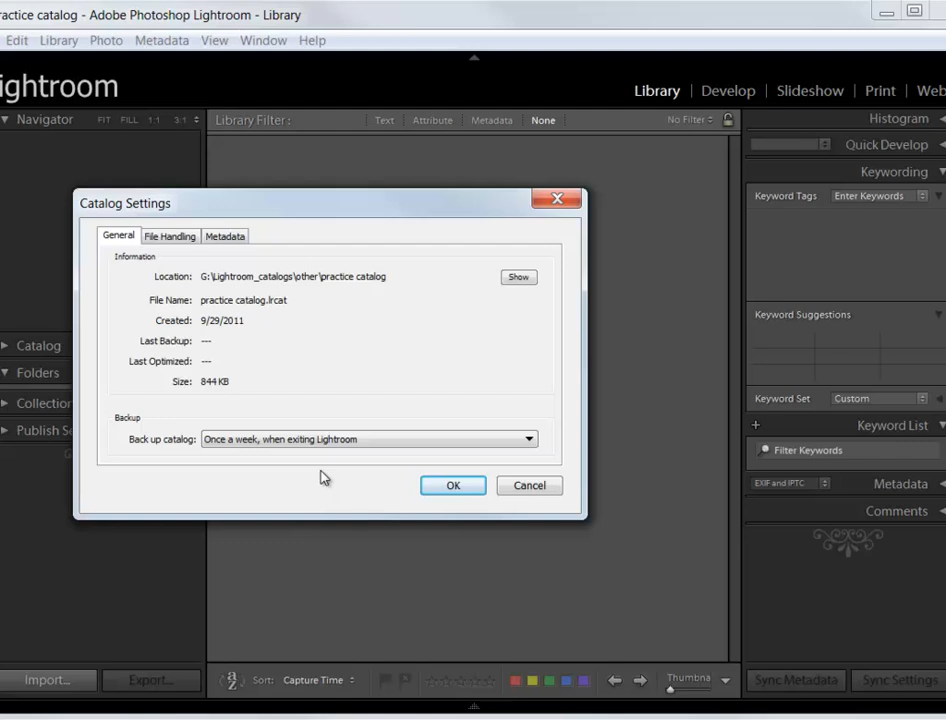 ractice catalog - Adobe Photoshop Lightroom - Library
Edit Library Photo Metadata View Window Help
ightroom
Library | Develop | Slideshow | Print | Web
Navigator FIT FILL 1:1 3:1
Library Filter : Text Attribute Metadata None No Filter
Histogram
Quick Develop
Keywording
Keyword Tags Enter Keywords
Catalog Settings
General File Handling Metadata
Information
Location: G:\Lightroom_catalogs\other\practice catalog Show
File Name: practice catalog.lrcat
Created: 9/29/2011
Last Backup: ---
Last Optimized: ---
Size: 844 KB
Backup
Back up catalog: Once a week, when exiting Lightroom
OK Cancel
Catalog
Folders
Collection
Publish Se
Keyword Suggestions
Keyword Set Custom
+ Keyword List
Filter Keywords
EXIF and IPTC Metadata
Comments
Import... Export...
Sort: Capture Time
Thumbna
Sync Metadata Sync Settings